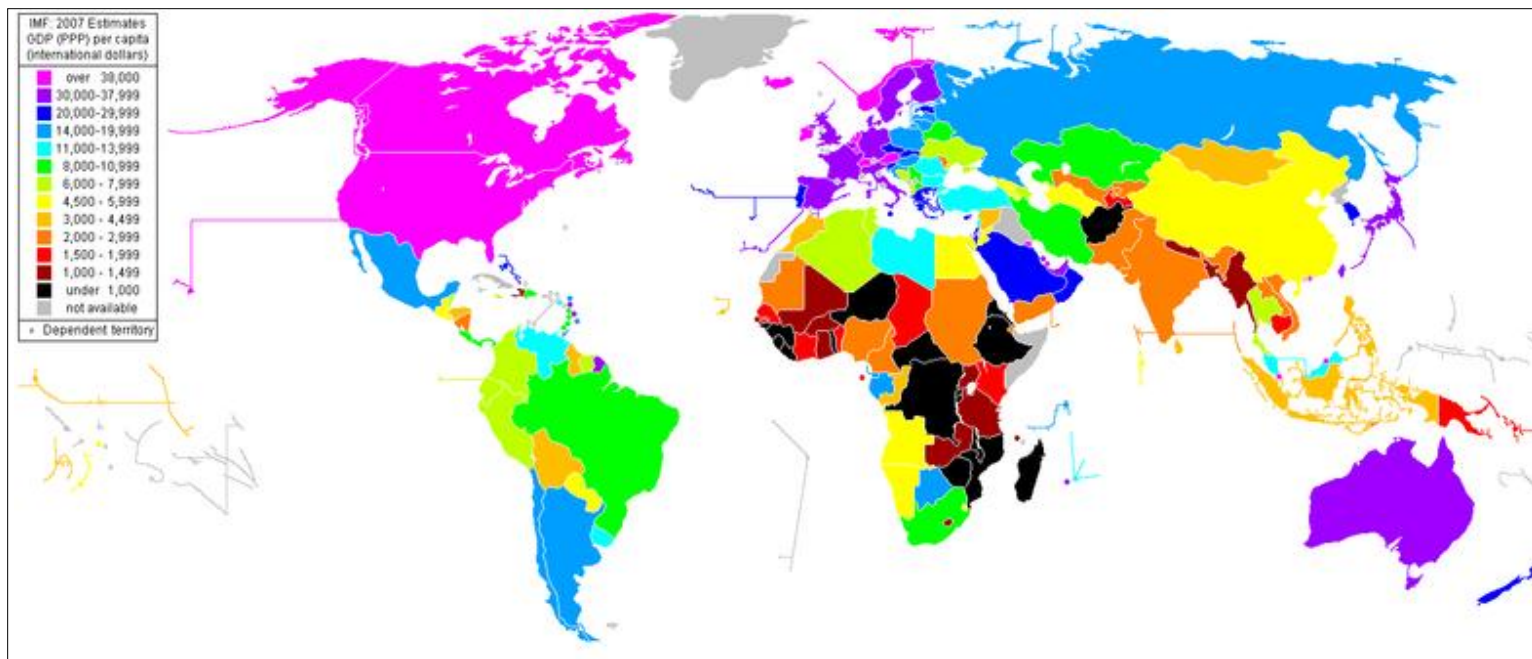 IMF: 2007 Estimates
GDP (PPP) per capita
(international dollars)
over 38,000
30,000-37,999
20,000-29,999
14,000-19,999
11,000-13,999
8,000-10,999
6,000 - 7,999
4,500 - 5,999
3,000 - 4,499
2,000 - 2,999
1,500 - 1,999
1,000 - 1,499
under 1,000
not available
Dependent territory